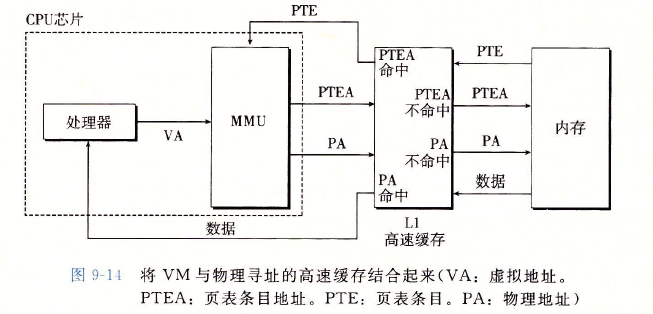 CPU芯片
PTE
PTEA
命中
PTE
PTEA
PTEA
不命中
PTEA
处理器
VA
MMU
内存
PA
PA
不命中
PA
PA
命中
数据
数据
L1
高速缓存
图 9-14 将 VM 与物理寻址的高速缓存结合起来(VA：虚拟地址。
PTEA：页表条目地址。PTE：页表条目。PA：物理地址)